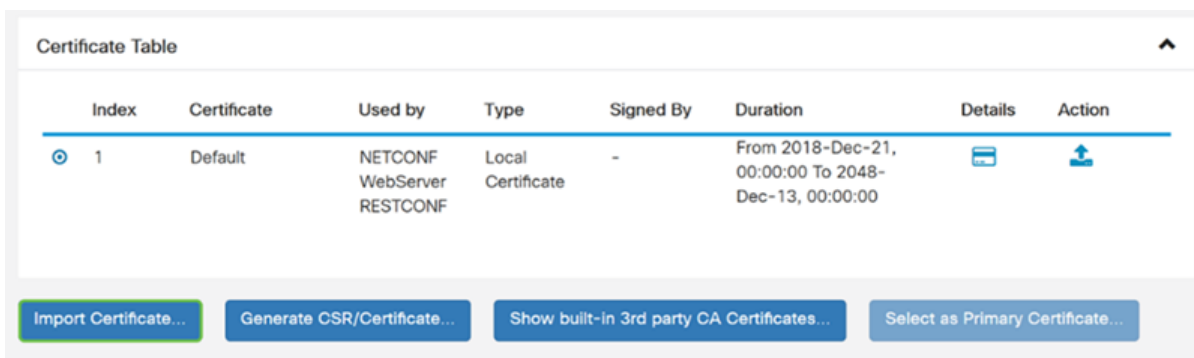 Certificate Table
Index Certificate Used by Type Signed By Duration Details Action
1 Default NETCONF Local - From 2018-Dec-21,
WebServer Certificate 00:00:00 To 2048-
RESTCONF Dec-13, 00:00:00
Import Certificate... Generate CSR/Certificate... Show built-in 3rd party CA Certificates... Select as Primary Certificate...